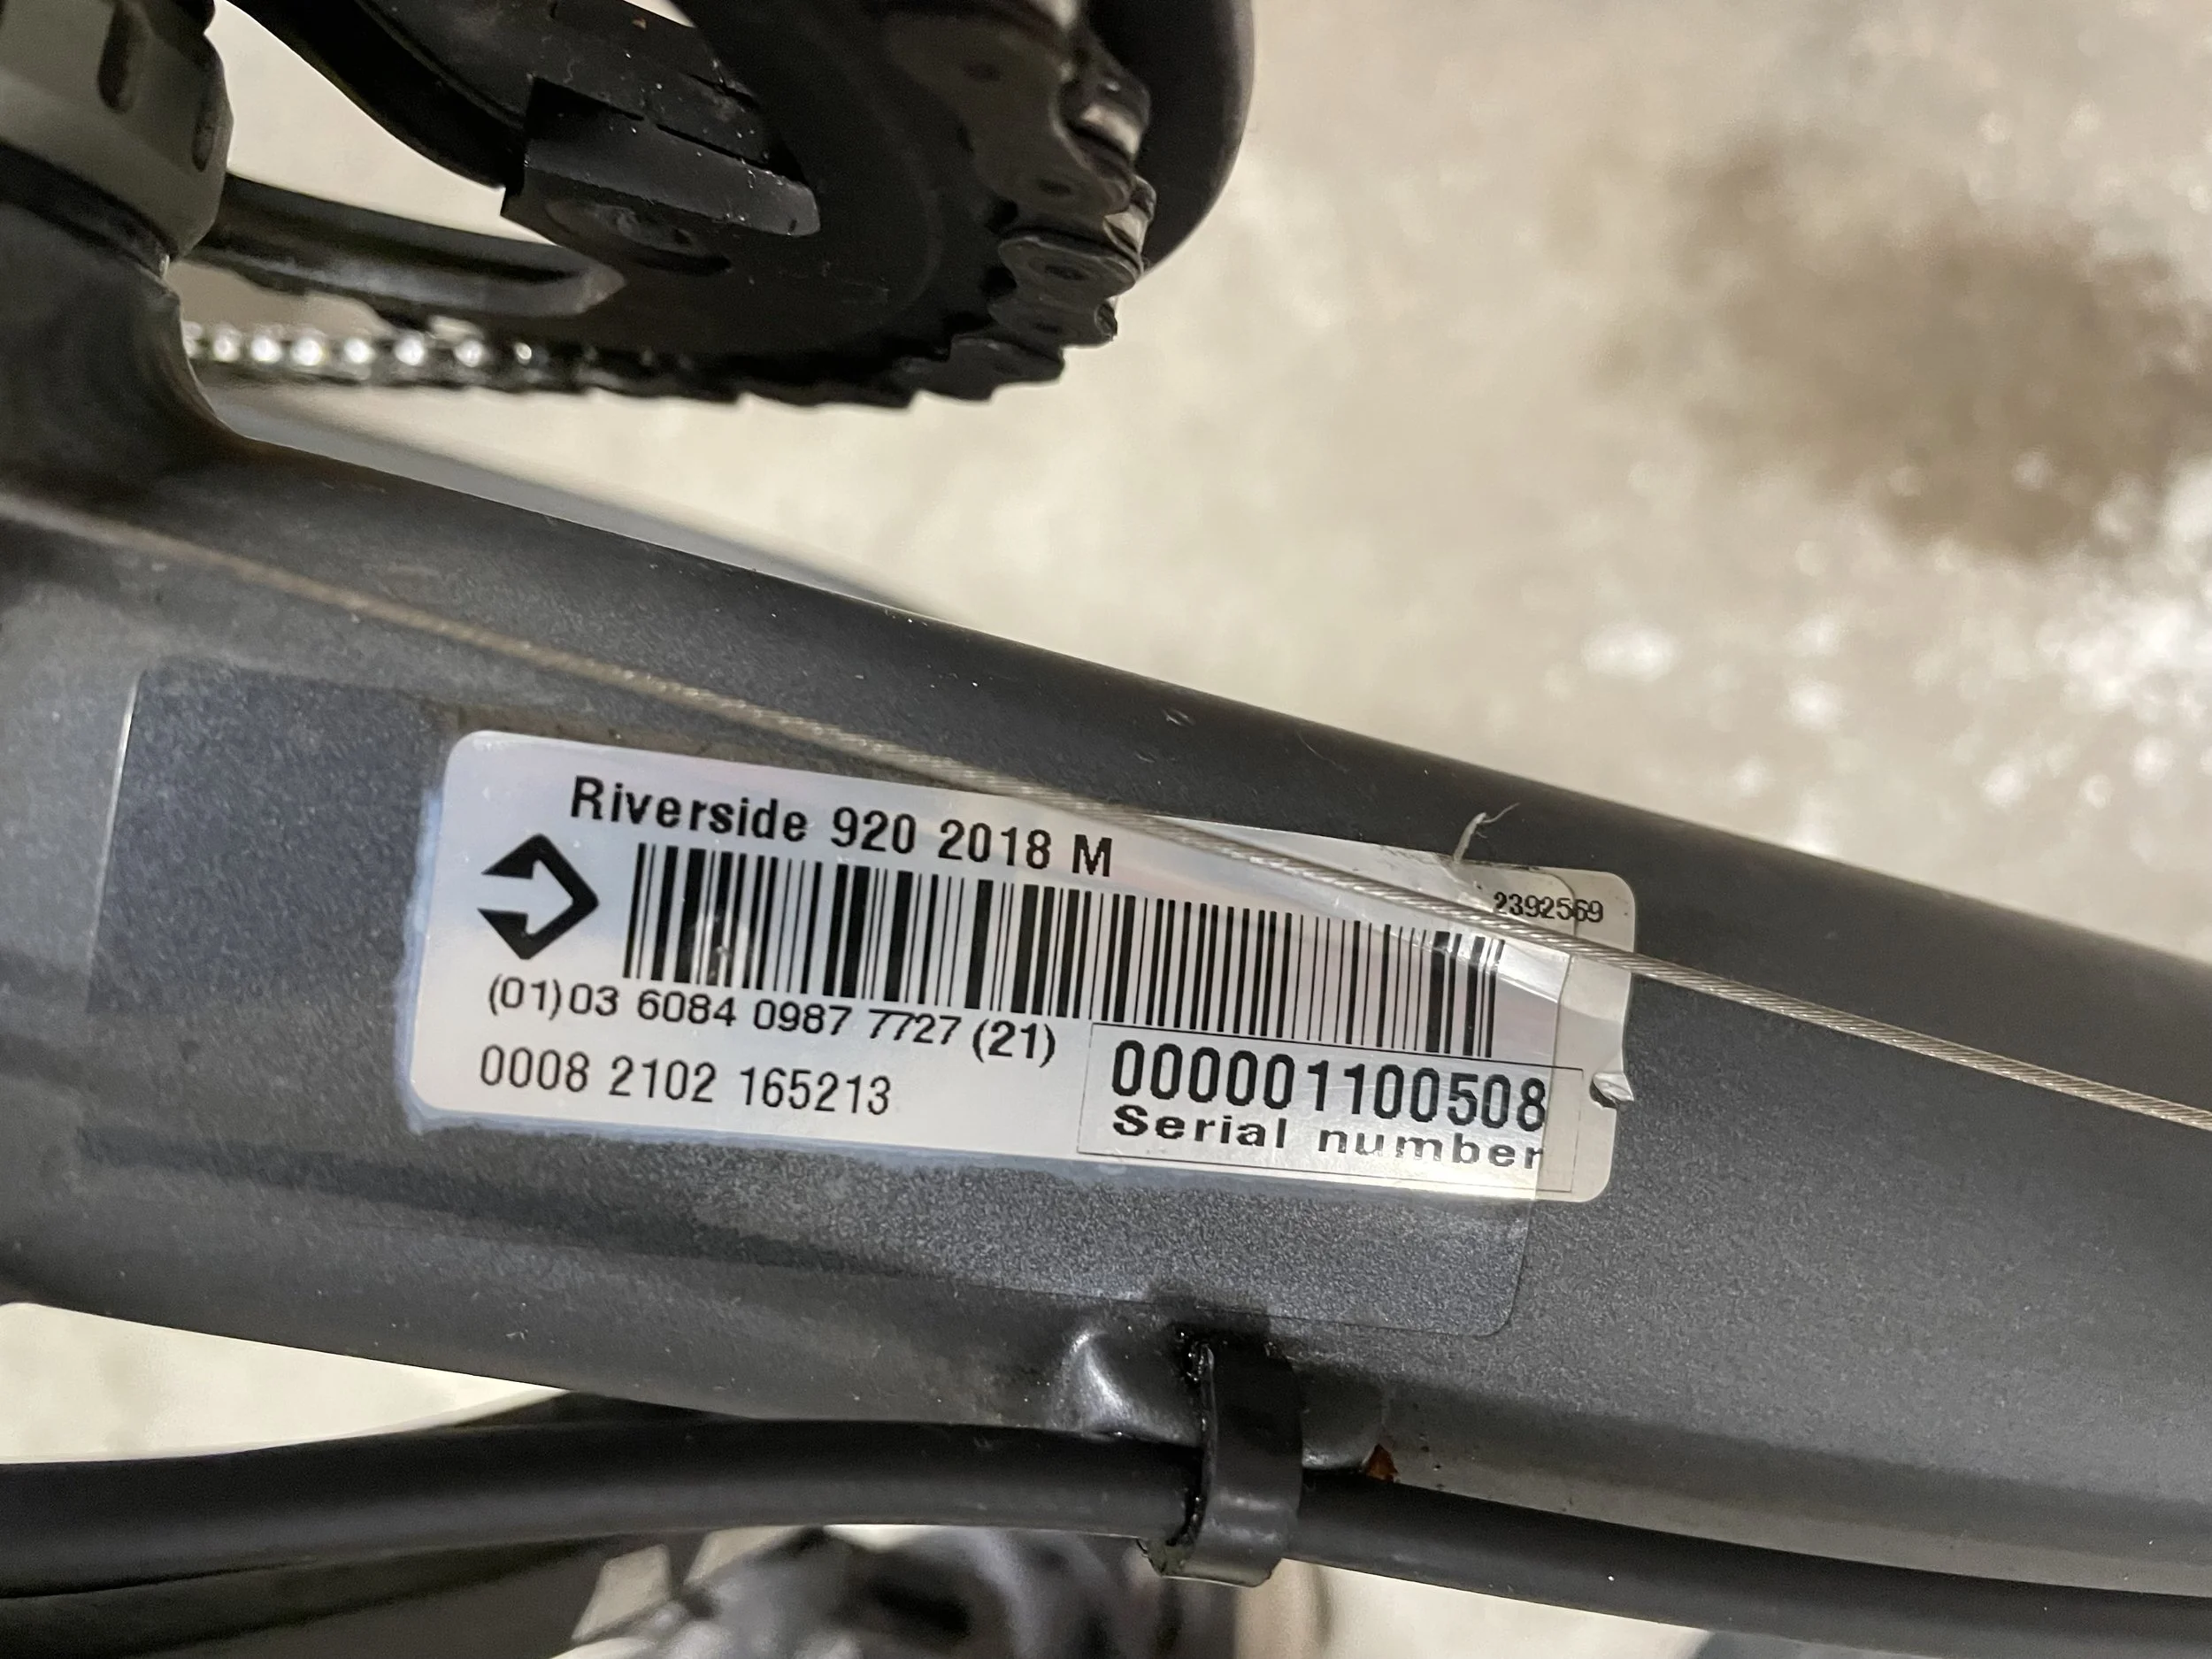 Riverside 920 2018 M
2392569
(01)03 6084 0987 7727 (21)
0008 2102 165213
000001100508
Serial number